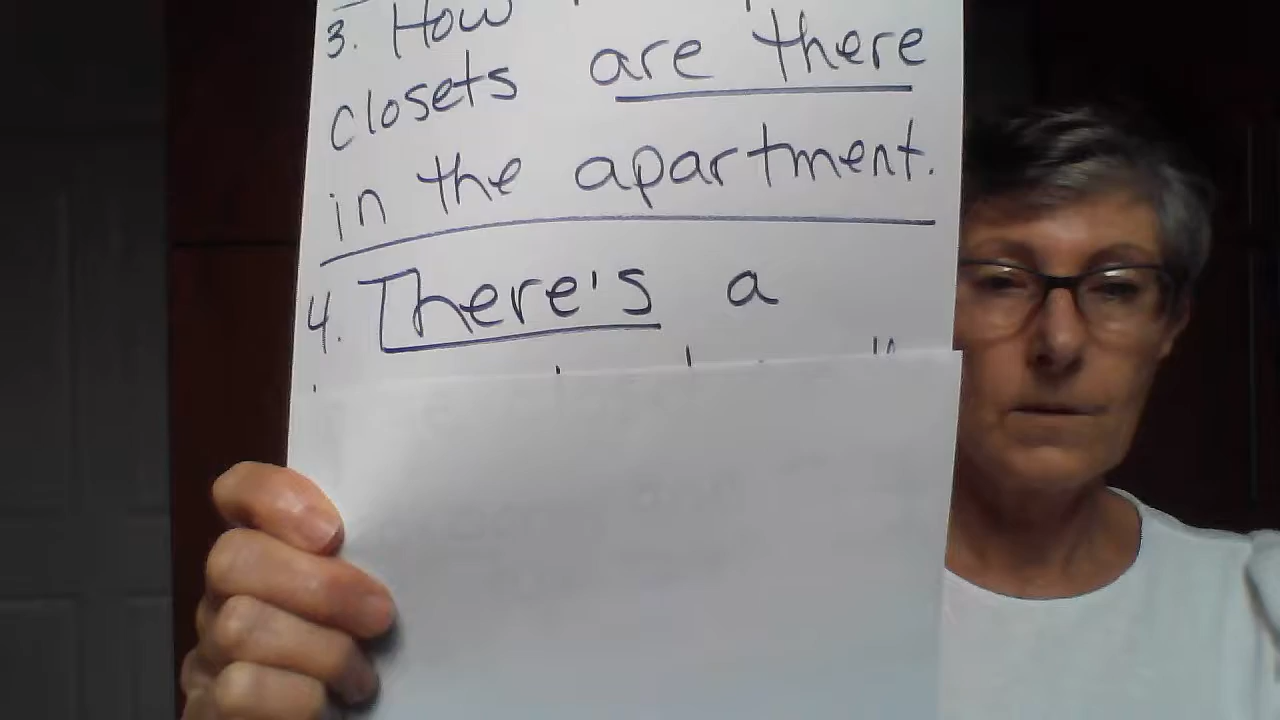 3. How
closets are there
in the apartment.
4. There's a